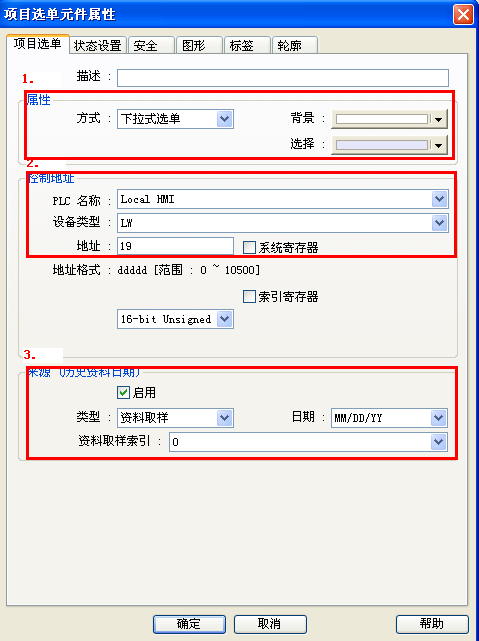 项目选单元件属性
项目选单 状态设置 安全 图形 标签 轮廓
1.
描述 :
属性
方式 : 下拉式选单 背景 :
选择 :
2.
控制地址
PLC 名称 : Local HMI
设备类型 : LW
地址 : 19 系统寄存器
地址格式 : ddddd [范围 : 0 ~ 10500]
索引寄存器
16-bit Unsigned
3.
来源 (历史资料日期)
启用
类型 : 资料取样 日期 : MM/DD/YY
资料取样索引 : 0
确定 取消 帮助